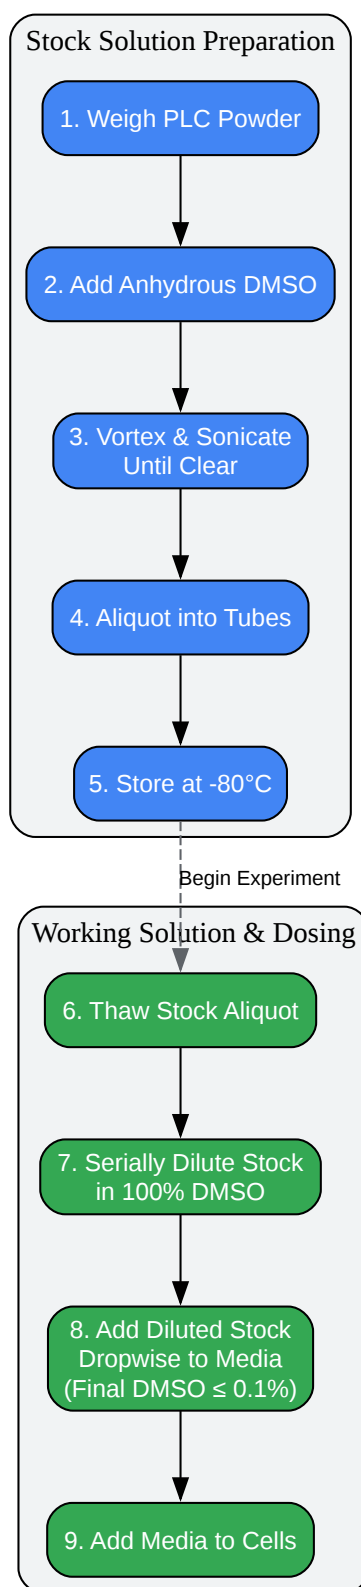 Stock Solution Preparation
1. Weigh PLC Powder
2. Add Anhydrous DMSO
3. Vortex & Sonicate
Until Clear
4. Aliquot into Tubes
5. Store at -80°C
Begin Experiment
Working Solution & Dosing
6. Thaw Stock Aliquot
7. Serially Dilute Stock
in 100% DMSO
8. Add Diluted Stock
Dropwise to Media
(Final DMSO ≤ 0.1%)
9. Add Media to Cells